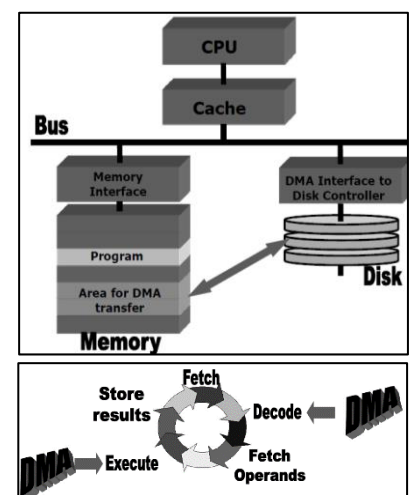 CPU
Cache
Bus
Memory
Interface
DMA Interface to
Disk Controller
Program
Area for DMA
transfer
Disk
Memory
Fetch
Store
results
Decode
DMA
DMA
Execute
Fetch
Operands